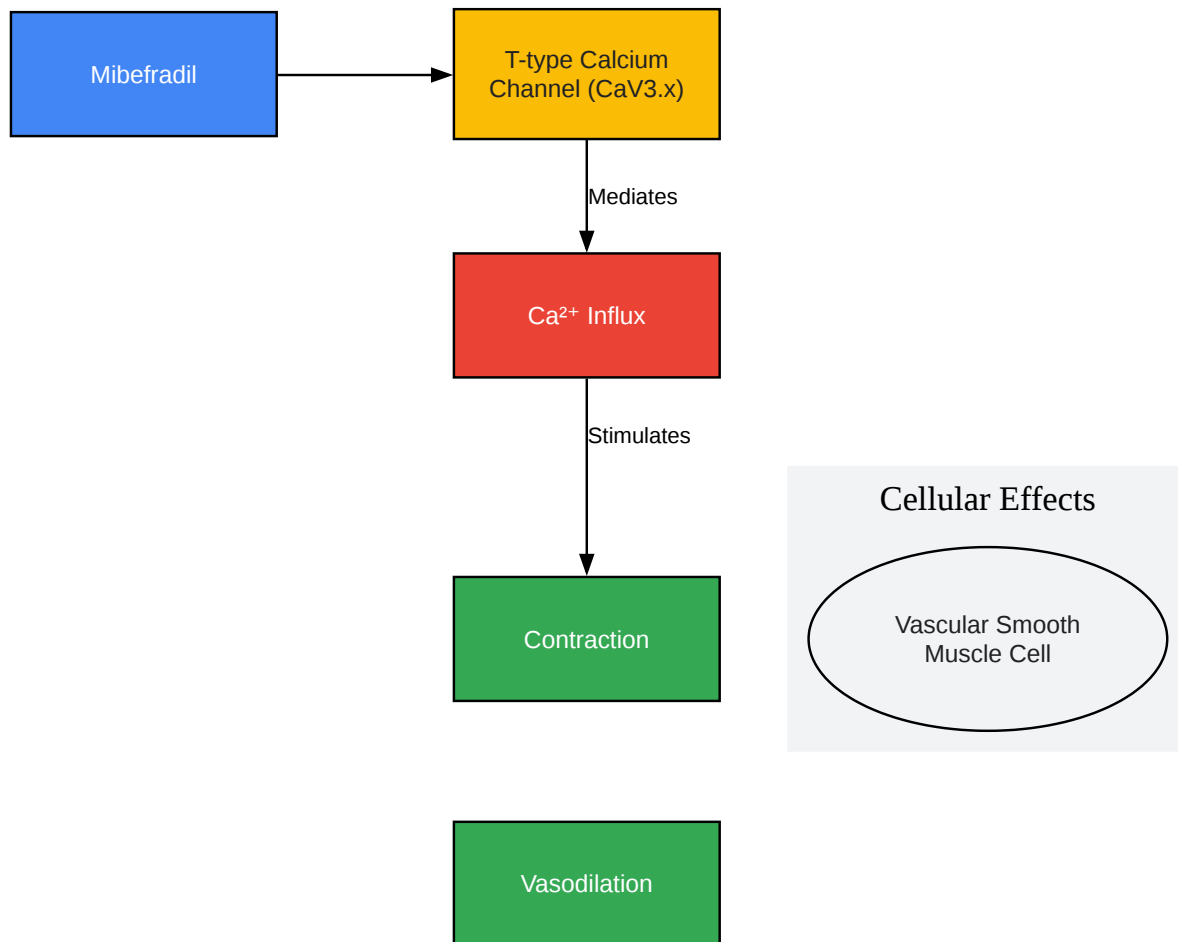 Mibefradil
T-type Calcium
Channel (CaV3.x)
Mediates
Ca²⁺ Influx
Stimulates
Cellular Effects
Contraction
Vascular Smooth
Muscle Cell
Vasodilation